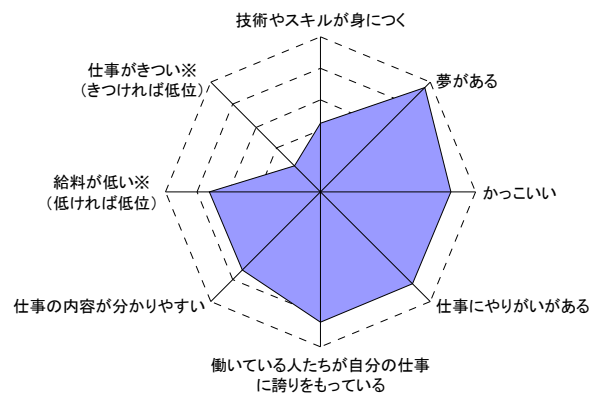 技術やスキルが身につく
夢がある
かっこいい
仕事にやりがいがある
働いている人たちが自分の仕事
に誇りをもっている
仕事の内容が分かりやすい
給料が低い※
（低ければ低位）
仕事がきつい※
（きつければ低位）